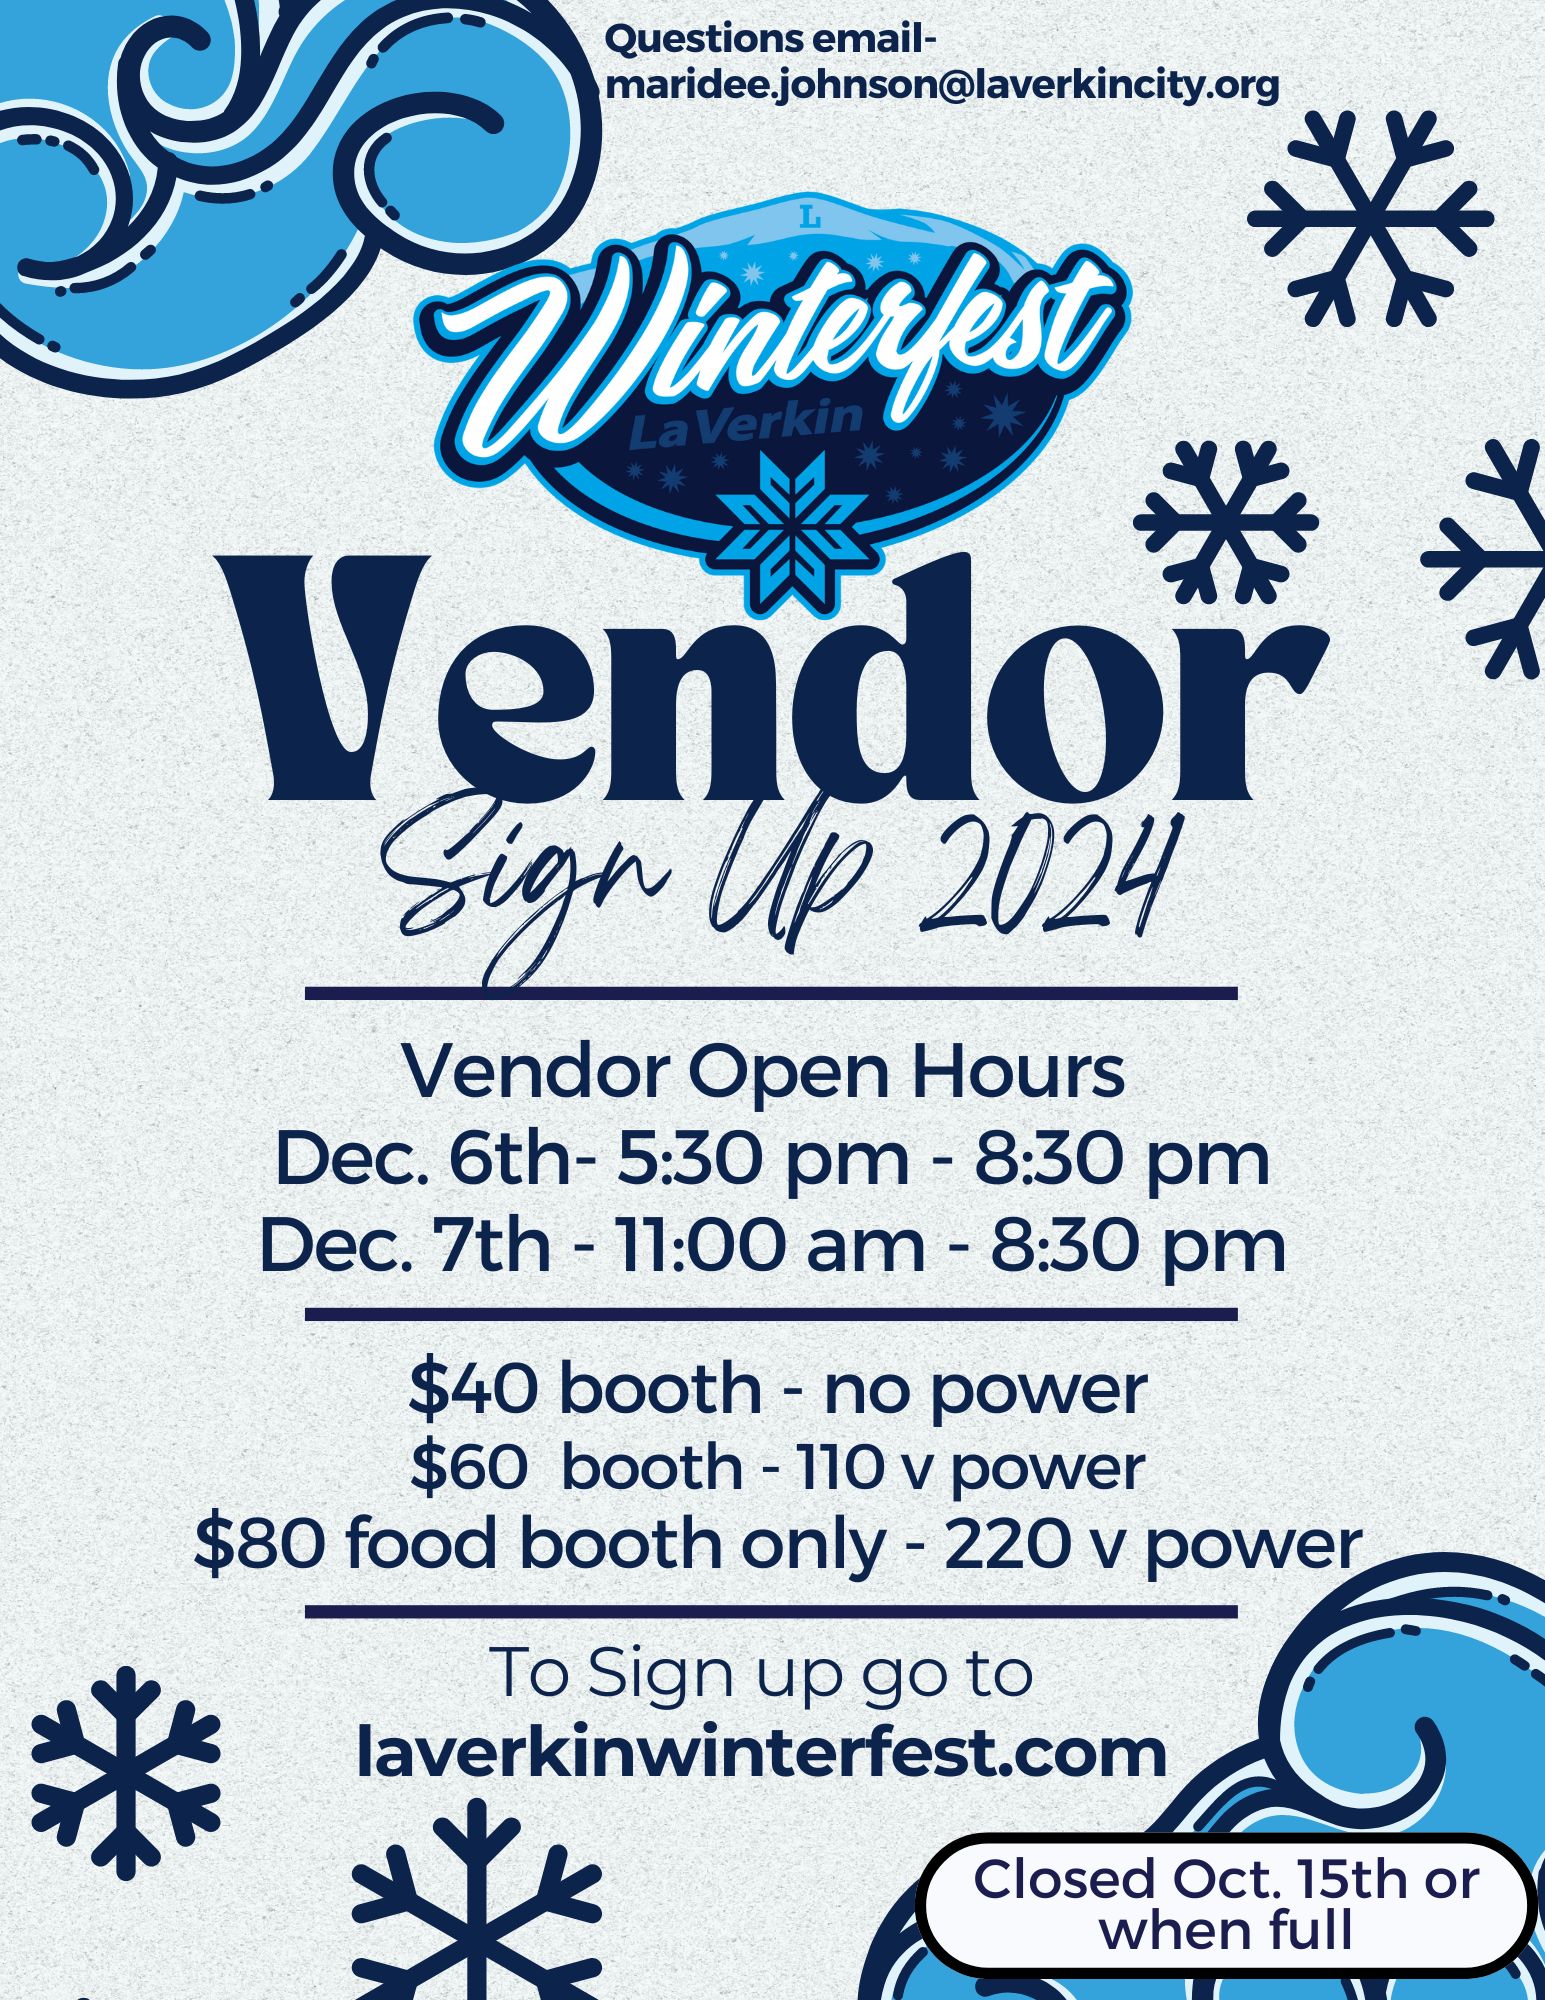 Questions email-
maridee.johnson@laverkincity.org
L
Winterfest
LaVerkin
Vendor
Sign Up 2024
Vendor Open Hours
Dec. 6th- 5:30 pm - 8:30 pm
Dec. 7th - 11:00 am - 8:30 pm
$40 booth - no power
$60 booth - 110 v power
$80 food booth only - 220 v power
To Sign up go to
laverkinwinterfest.com
Closed Oct. 15th or
when full